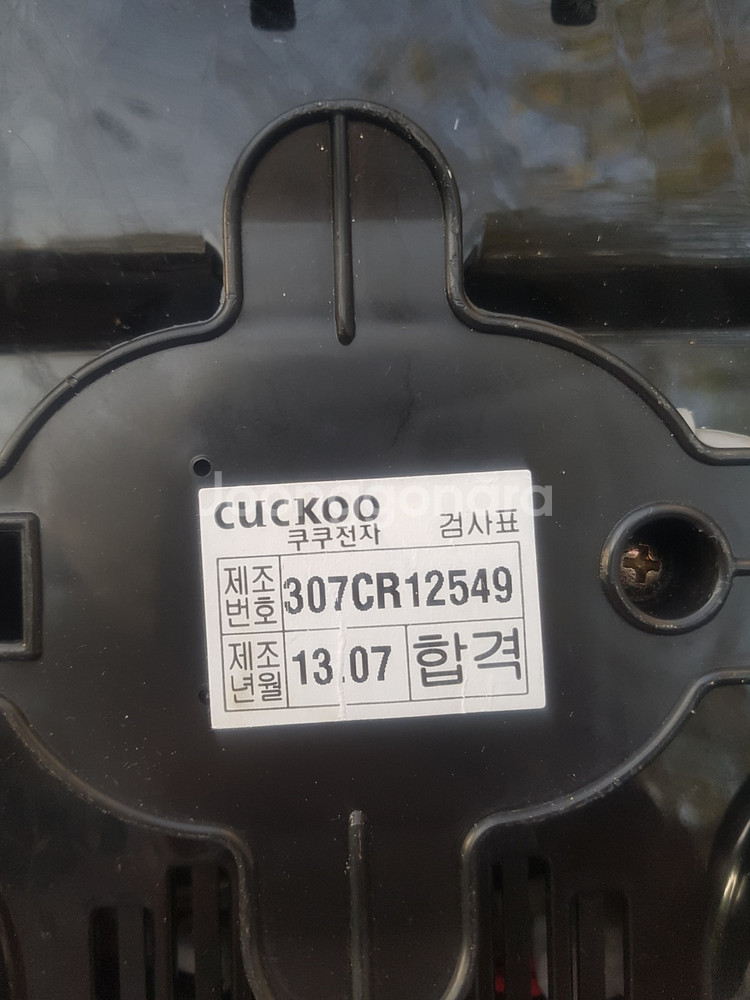 Joonggonara
CUCKOO
쿠쿠전자 검사표
제조번호 307CR12549
제조년월 13.07 합격